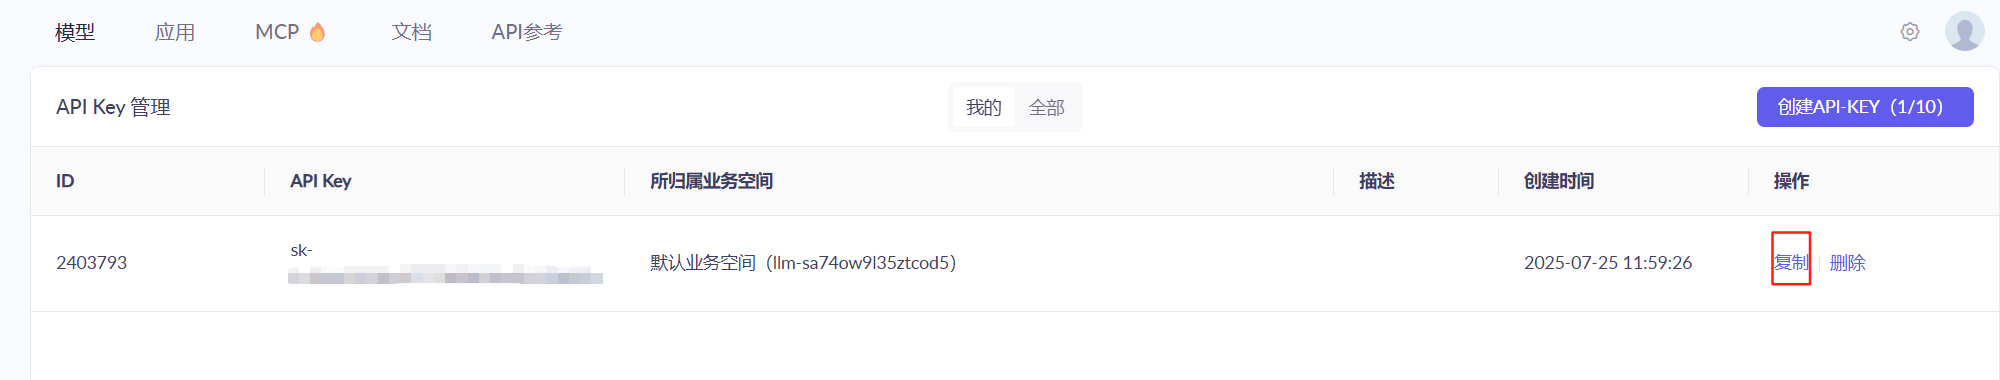 模型 应用 MCP 文档 API参考
API Key 管理 我的 全部 创建API-KEY（1/10）
ID API Key 所归属业务空间 描述 创建时间 操作
sk-
2403793 默认业务空间（llm-sa74ow9l35ztcod5） 2025-07-25 11:59:26 复制 删除